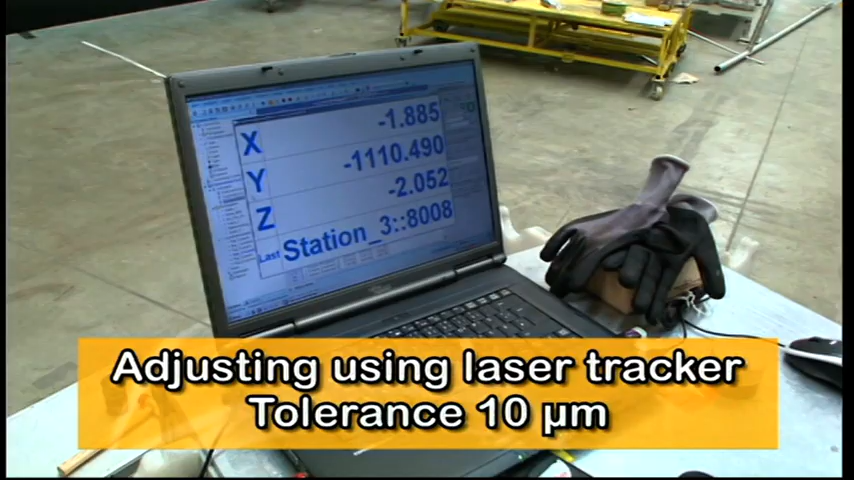 X -1.885
Y -1110.490
Z -2.052
Last Station_3::8008
Adjusting using laser tracker
Tolerance 10 µm